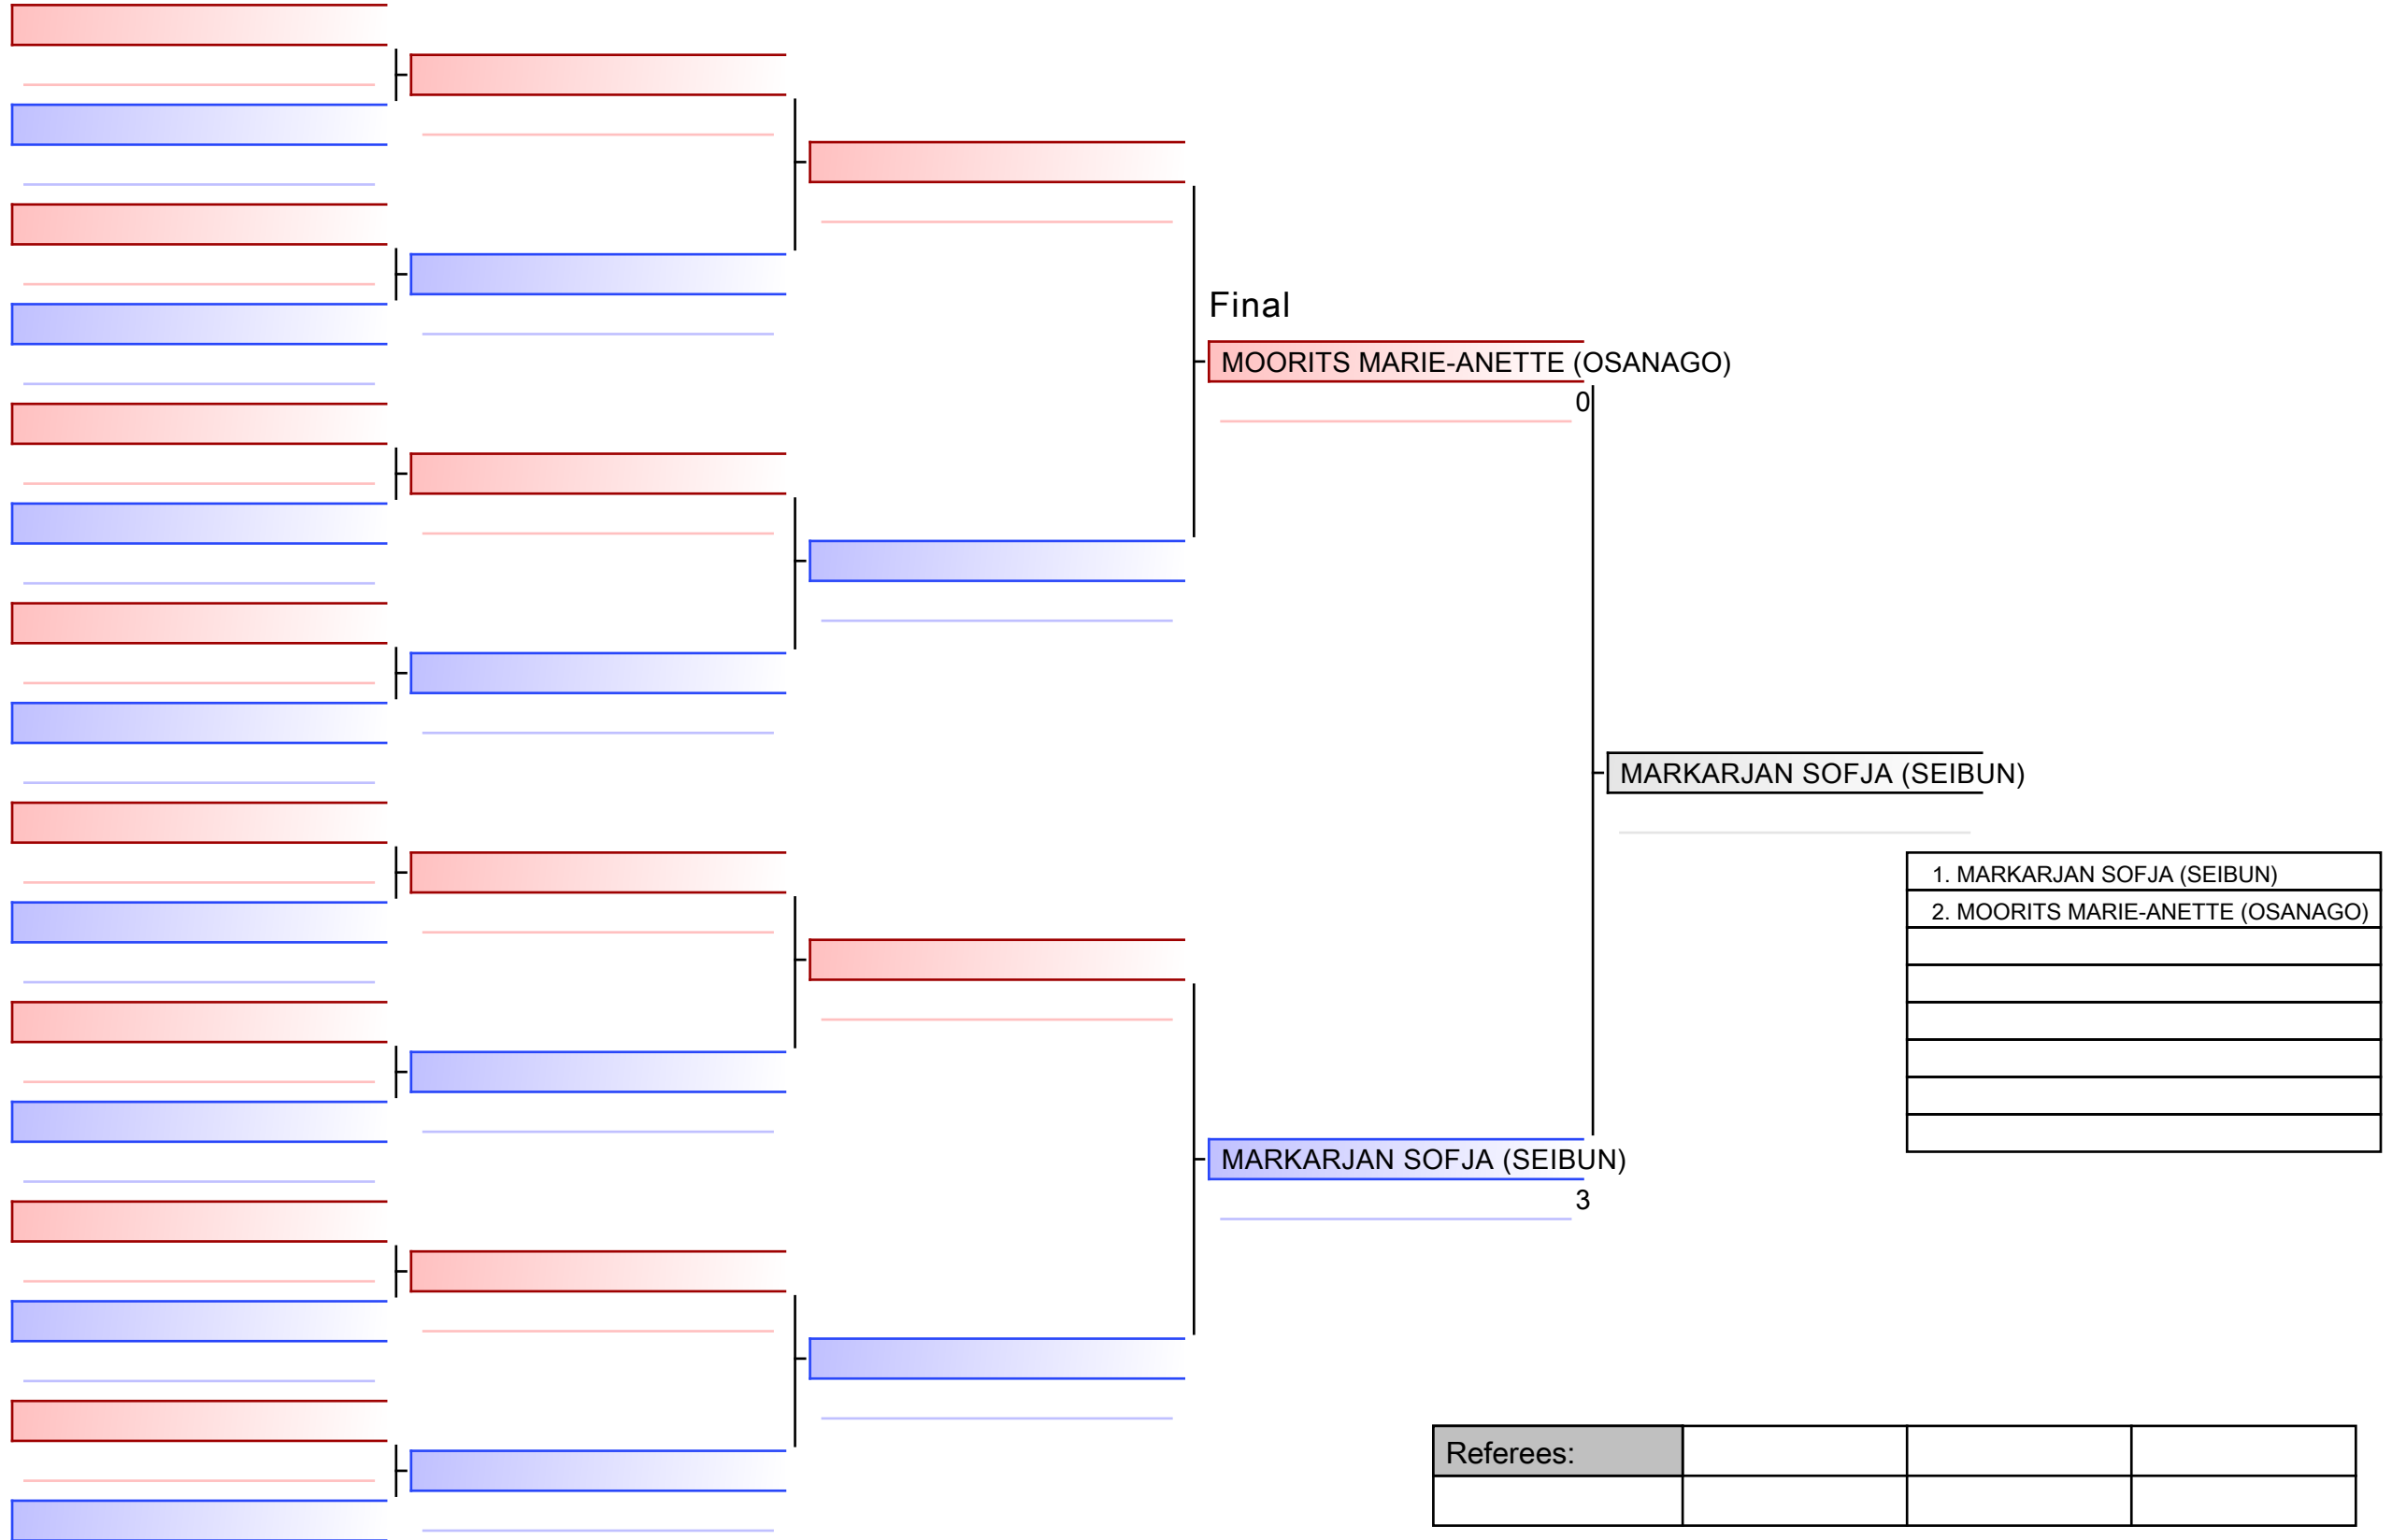 Final
MOORITS MARIE-ANETTE (OSANAGO)
0
MARKARJAN SOFJA (SEIBUN)
1. MARKARJAN SOFJA (SEIBUN)
2. MOORITS MARIE-ANETTE (OSANAGO)
MARKARJAN SOFJA (SEIBUN)
3
Referees: